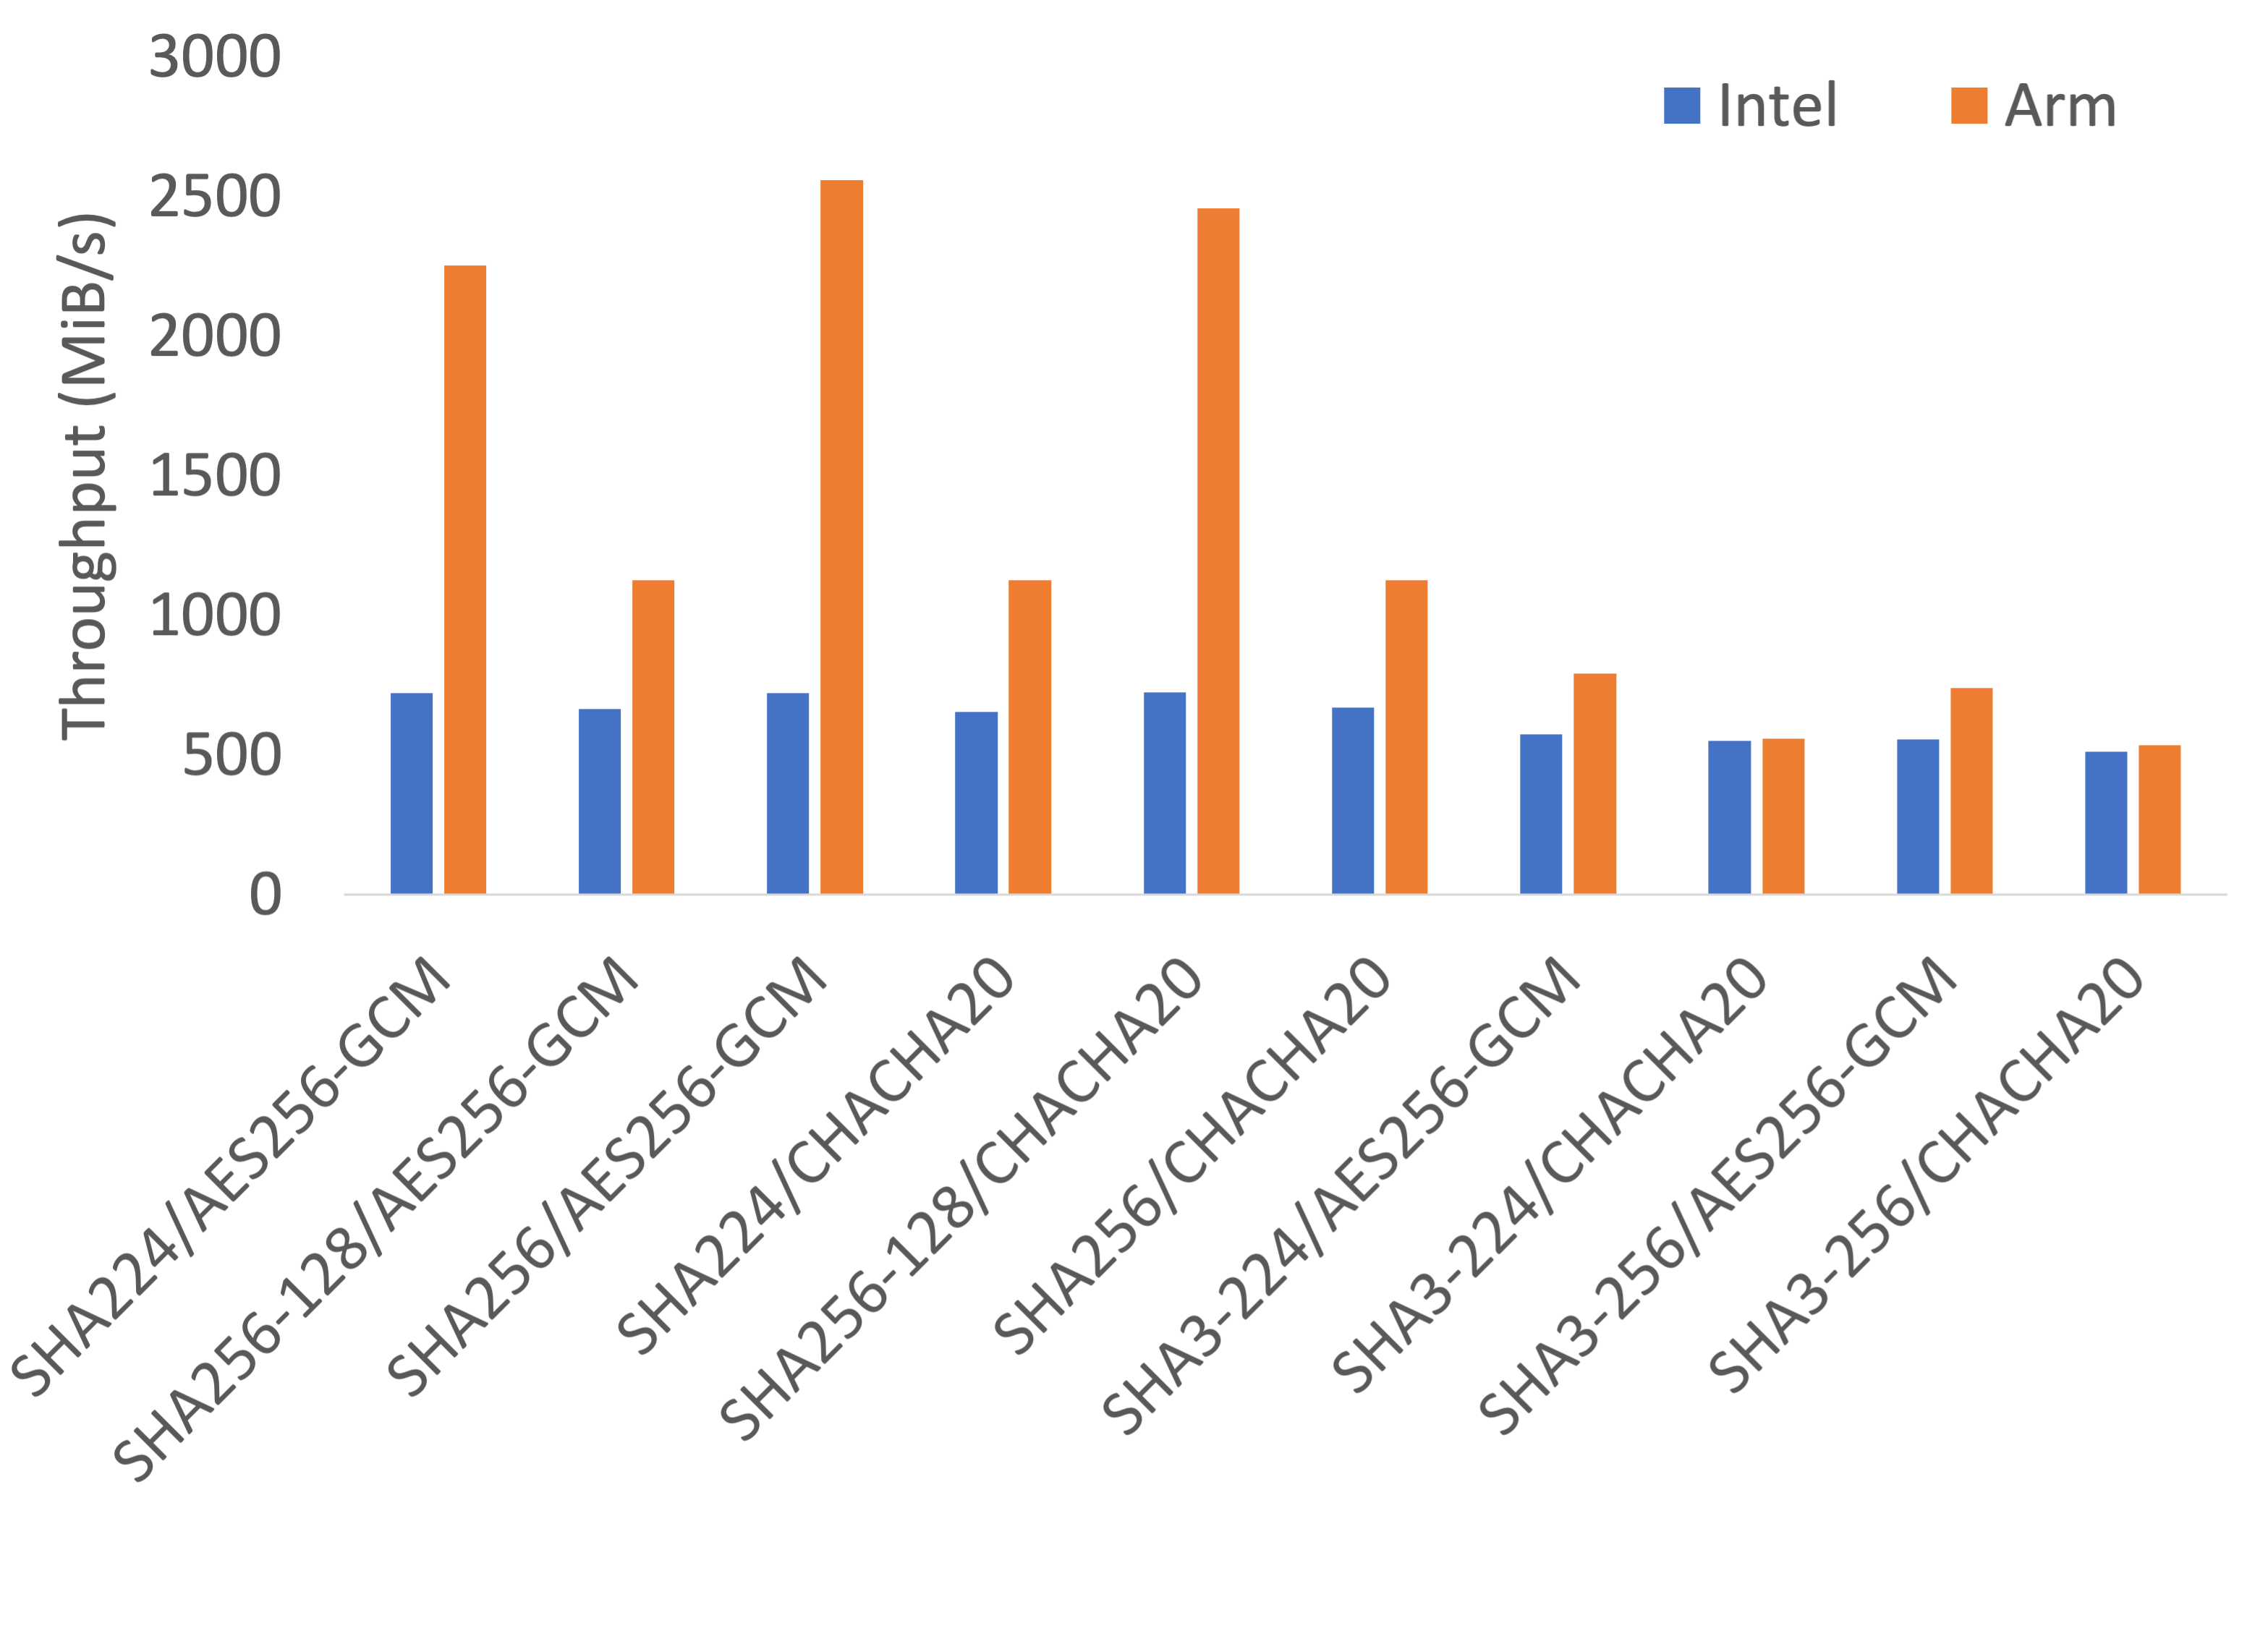 3000
2500
2000
1500
1000
500
0
Throughput (MiB/s)
Intel
Arm
SHA224/AES256-GCM
SHA256-128/AES256-GCM
SHA256/AES256-GCM
SHA224/CHACHA20
SHA256-128/CHACHA20
SHA256/CHACHA20
SHA3-224/AES256-GCM
SHA3-224/CHACHA20
SHA3-256/AES256-GCM
SHA3-256/CHACHA20